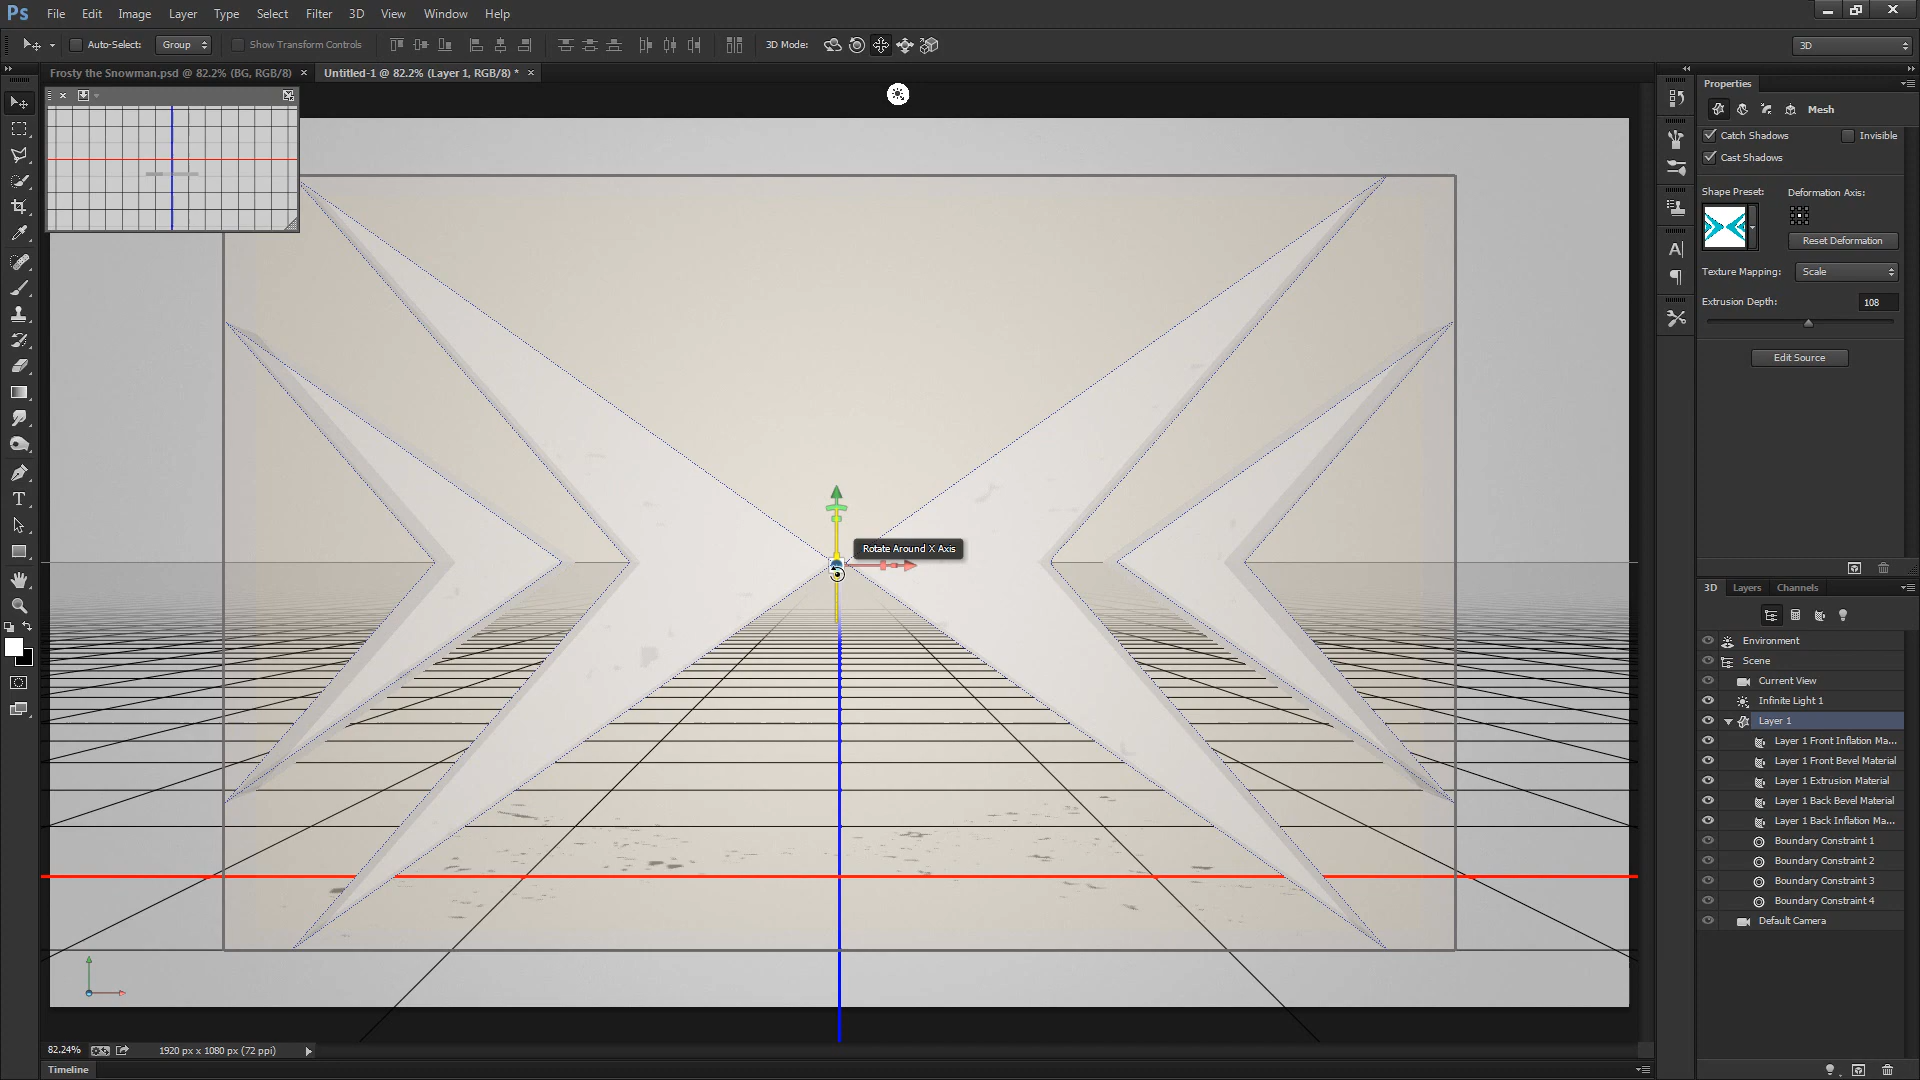 Ps File Edit Image Layer Type Select Filter 3D View Window Help
Auto-Select: Group Show Transform Controls 3D Mode: 3D
Frosty the Snowman.psd @ 82.2% (BG, RGB/8) × Untitled-1 @ 82.2% (Layer 1, RGB/8) * ×
Properties
Mesh
Catch Shadows Invisible
Cast Shadows
Shape Preset: Deformation Axis:
Reset Deformation
Texture Mapping: Scale
Extrusion Depth: 108
Edit Source
Rotate Around X Axis
3D Layers Channels
Environment
Scene
Current View
Infinite Light 1
Layer 1
Layer 1 Front Inflation Ma...
Layer 1 Front Bevel Material
Layer 1 Extrusion Material
Layer 1 Back Bevel Material
Layer 1 Back Inflation Ma...
Boundary Constraint 1
Boundary Constraint 2
Boundary Constraint 3
Boundary Constraint 4
Default Camera
82.24% 1920 px x 1080 px (72 ppi)
Timeline